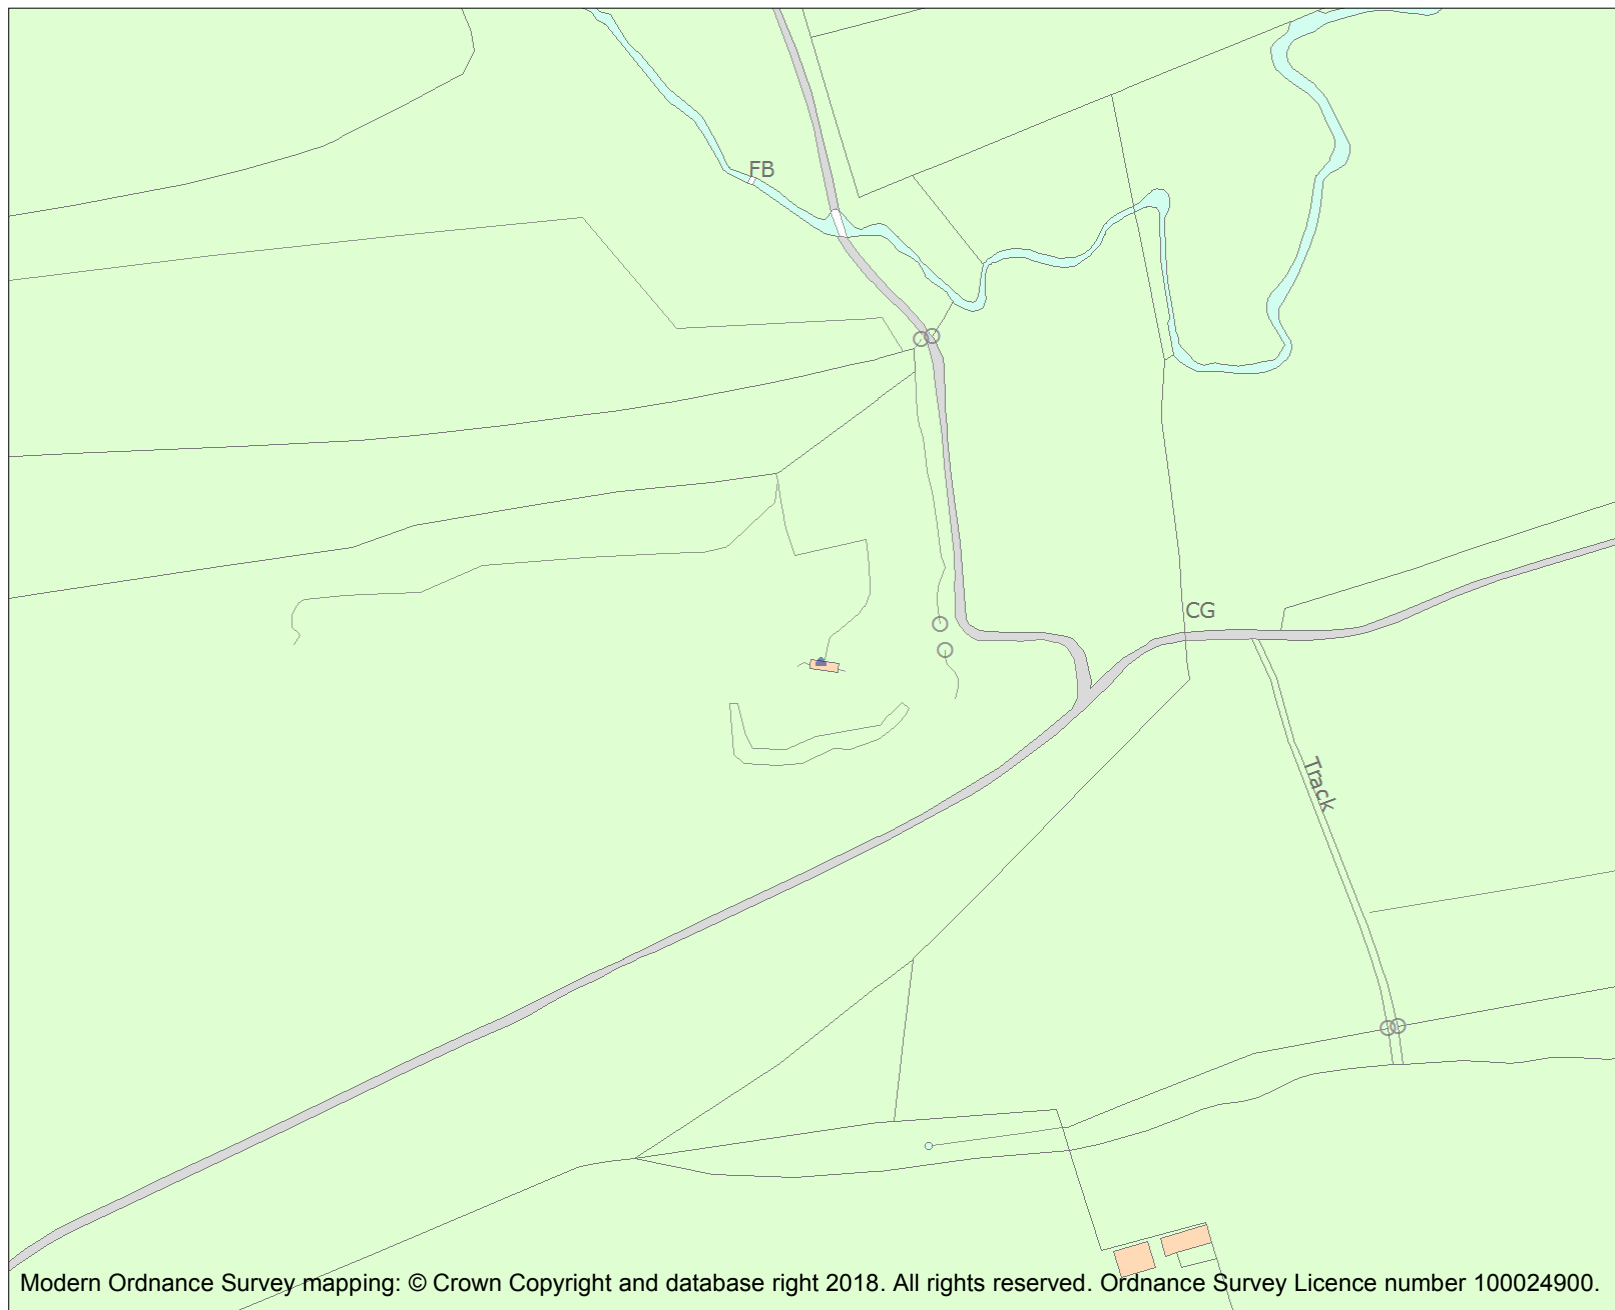 FB
CG
Track
Modern Ordnance Survey mapping: © Crown Copyright and database right 2018. All rights reserved. Ordnance Survey Licence number 100024900.